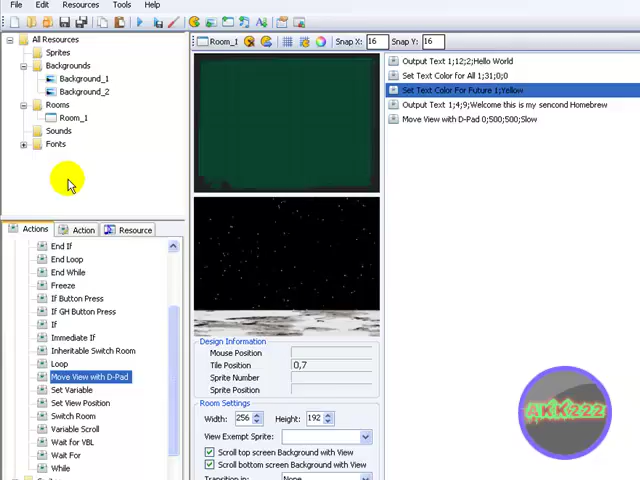 File Edit Resources Tools Help
All Resources
Sprites
Backgrounds
Background_1
Background_2
Rooms
Room_1
Sounds
Fonts
Actions Action Resource
End If
End Loop
End While
Freeze
If Button Press
If GH Button Press
If
Immediate If
Inheritable Switch Room
Loop
Move View with D-Pad
Set Variable
Set View Position
Switch Room
Variable Scroll
Wait for VBL
Wait For
While
Room_1 Snap X: 16 Snap Y: 16
Design Information
Mouse Position
Tile Position 0,7
Sprite Number
Sprite Position
Room Settings
Width: 256 Height: 192
View Exempt Sprite:
Scroll top screen Background with View
Scroll bottom screen Background with View
Transition in: None
Output Text 1;12;2;Hello World
Set Text Color for All 1;31;0;0
Set Text Color For Future 1;Yellow
Output Text 1;4;9;Welcome this is my sencond Homebrew
Move View with D-Pad 0;500;500;Slow
AKK222